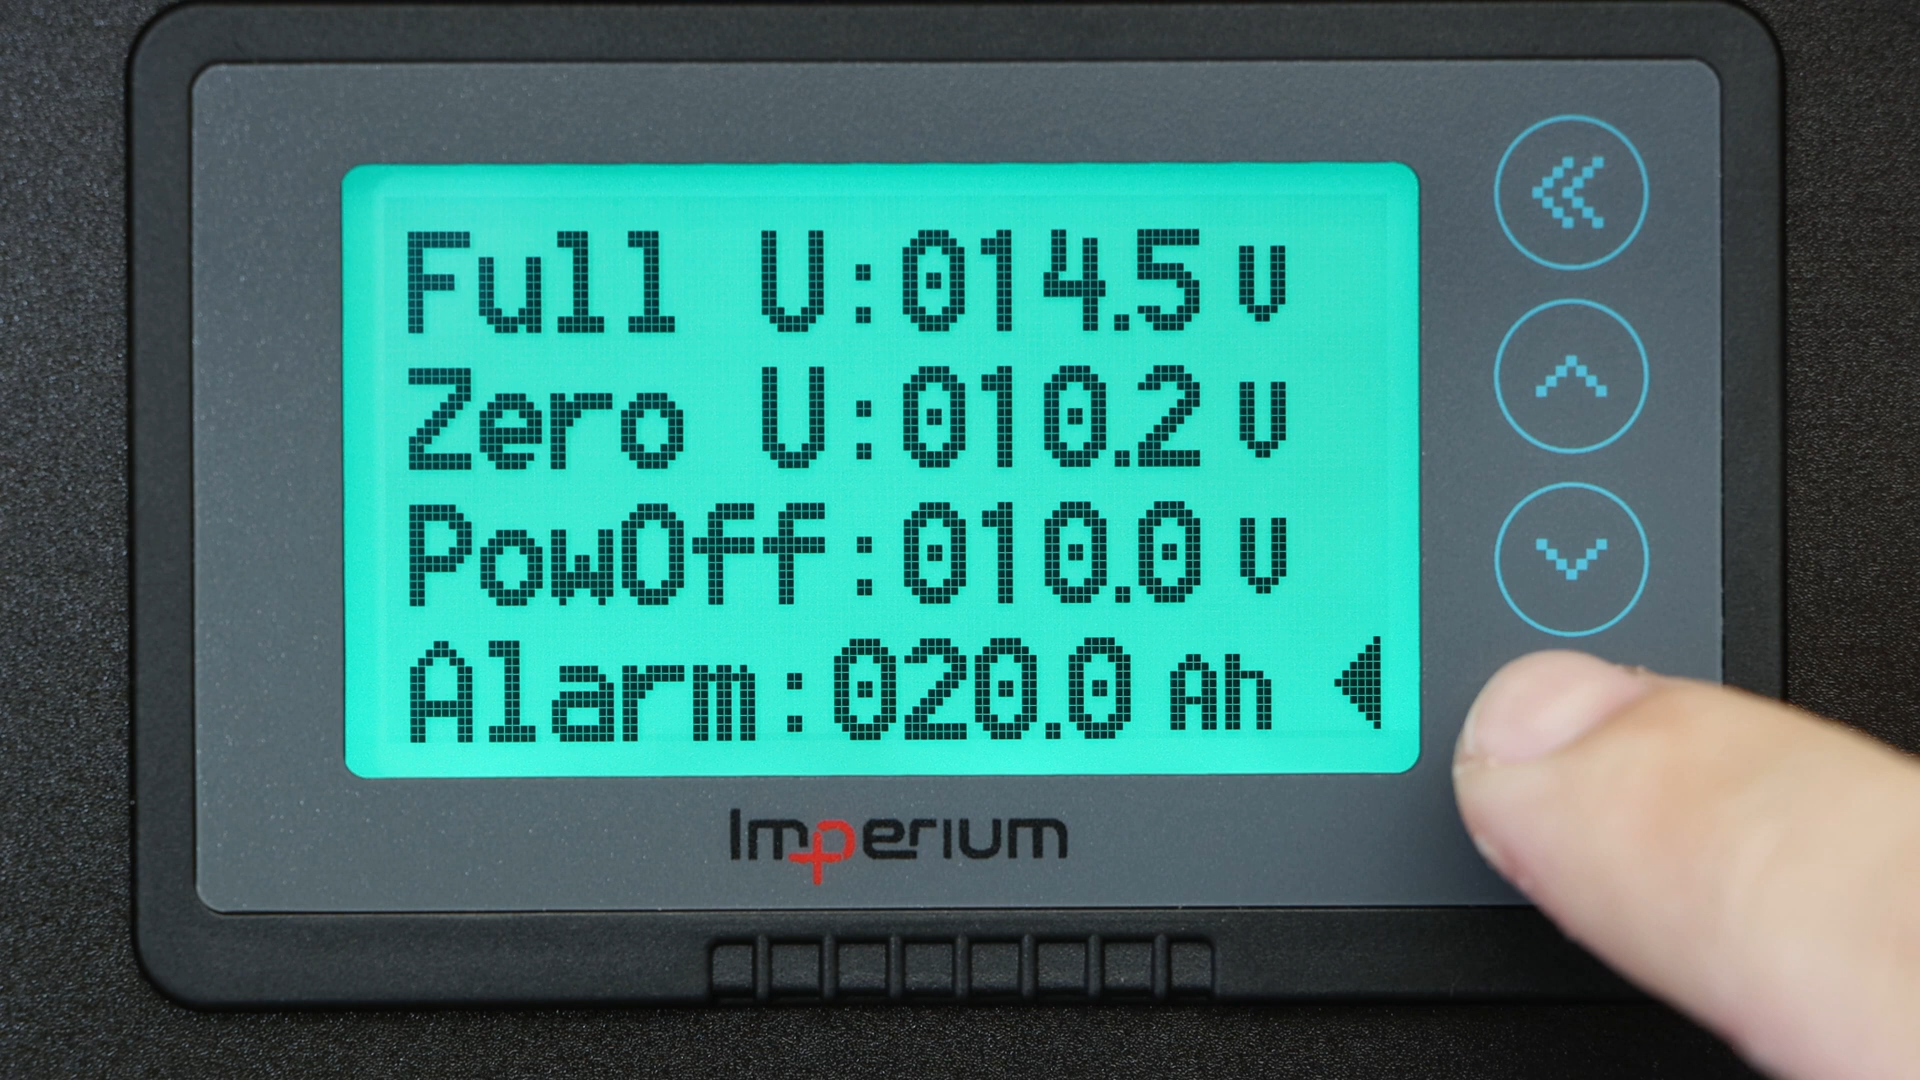 Full U:014.5 V
Zero U:010.2 V
PowOff:010.0 V
Alarm:020.0 Ah
Imperium